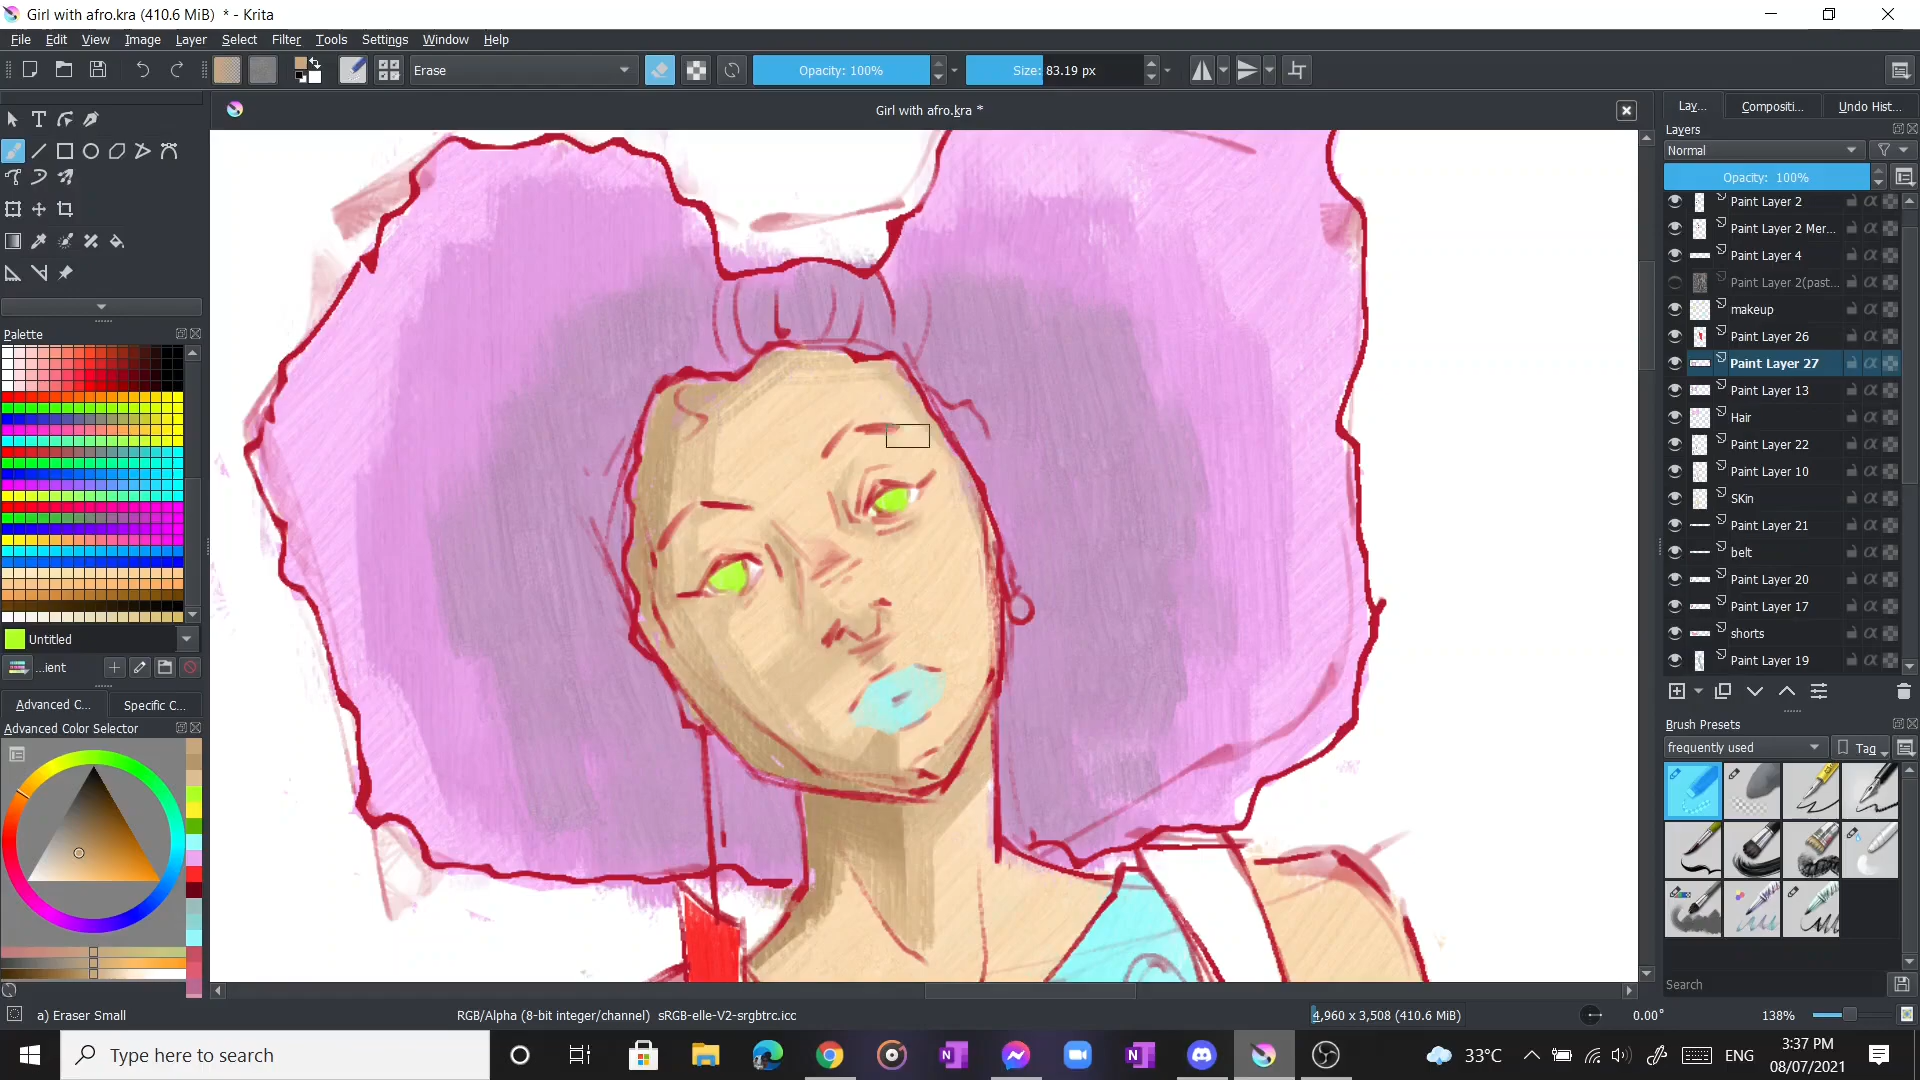 Girl with afro.kra (410.6 MiB) * - Krita
File Edit View Image Layer Select Filter Tools Settings Window Help
Erase
Opacity: 100%
Size: 83.19 px
Girl with afro.kra *
Lay... Compositi... Undo Hist...
Layers
Normal
Opacity: 100%
Paint Layer 2
Paint Layer 2 Mer...
Paint Layer 4
Paint Layer 2(past...
makeup
Paint Layer 26
Paint Layer 27
Paint Layer 13
Hair
Paint Layer 22
Paint Layer 10
SKin
Paint Layer 21
belt
Paint Layer 20
Paint Layer 17
shorts
Paint Layer 19
Palette
Untitled
...ient
Advanced C... Specific C...
Advanced Color Selector
Brush Presets
frequently used
Tag
Search
a) Eraser Small
RGB/Alpha (8-bit integer/channel) sRGB-elle-V2-srgbtrc.icc
4,960 x 3,508 (410.6 MiB)
0.00°
138%
Type here to search
33°C
ENG
3:37 PM
08/07/2021